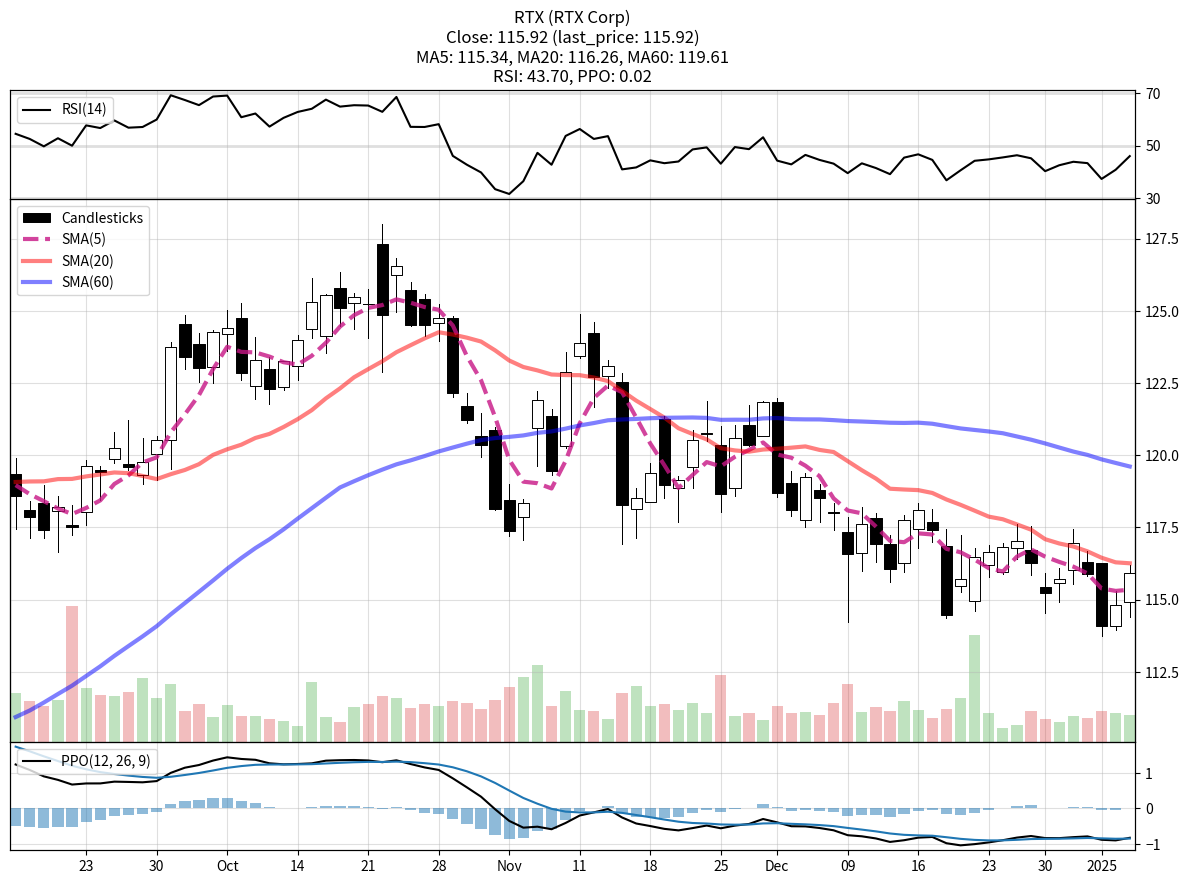 RTX (RTX Corp)
Close: 115.92 (last_price: 115.92)
MA5: 115.34, MA20: 116.26, MA60: 119.61
RSI: 43.70, PPO: 0.02
RSI(14)
70
50
30
Candlesticks
SMA(5)
SMA(20)
SMA(60)
127.5
125.0
122.5
120.0
117.5
115.0
112.5
PPO(12, 26, 9)
1
0
−1
23 30 Oct 14 21 28 Nov 11 18 25 Dec 09 16 23 30 2025